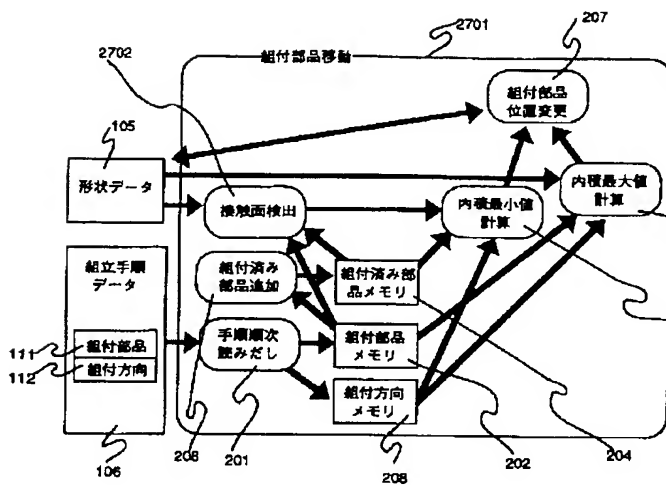 2701
207
2702
組付部品移動
組付部品
位置変更
105
形状データ
接触面検出
内積最小値
計算
内積最大値
計算
組立手順
データ
組付済み
部品追加
組付済み部
品メモリ
111
組付部品
112
組付方向
手順順次
読みだし
組付部品
メモリ
組付方向
メモリ
106
208
201
208
202
204